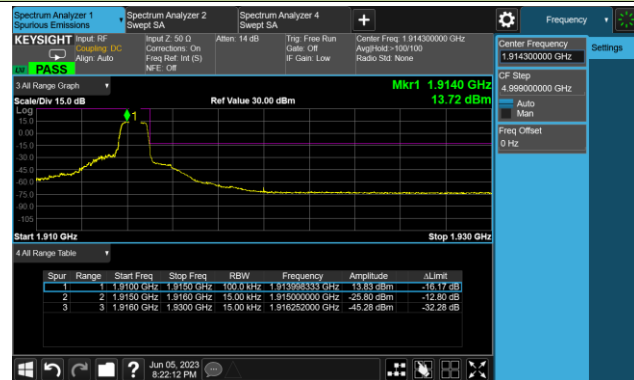 Spectrum Analyzer 1
Spurious Emissions
Spectrum Analyzer 2
Swept SA
Spectrum Analyzer 4
Swept SA
+
Frequency
KEYSIGHT
Input: RF
Coupling: DC
Align: Auto
Input Z: 50 Ω
Corrections: On
Freq Ref: Int (S)
NFE: Off
Atten: 14 dB
Trig: Free Run
Gate: Off
IF Gain: Low
Center Freq: 1.914300000 GHz
Avg|Hold:>100/100
Radio Std: None
PASS
Center Frequency
1.914300000 GHz
Settings
CF Step
4.999000000 GHz
Auto
Man
Freq Offset
0 Hz
3 All Range Graph
Mkr1 1.9140 GHz
Scale/Div 15.0 dB
Ref Value 30.00 dBm
13.72 dBm
Log
1
15.0
0.00
-15.0
-30.0
-45.0
-60.0
-75.0
-90.0
-105
Start 1.910 GHz
Stop 1.930 GHz
4 All Range Table
Spur Range Start Freq Stop Freq RBW Frequency Amplitude ΔLimit
1 1 1.9100 GHz 1.9150 GHz 100.0 kHz 1.913998333 GHz 13.83 dBm -16.17 dB
2 2 1.9150 GHz 1.9160 GHz 15.00 kHz 1.915000000 GHz -25.80 dBm -12.80 dB
3 3 1.9160 GHz 1.9300 GHz 15.00 kHz 1.916252000 GHz -45.28 dBm -32.28 dB
?
Jun 05, 2023
8:22:12 PM